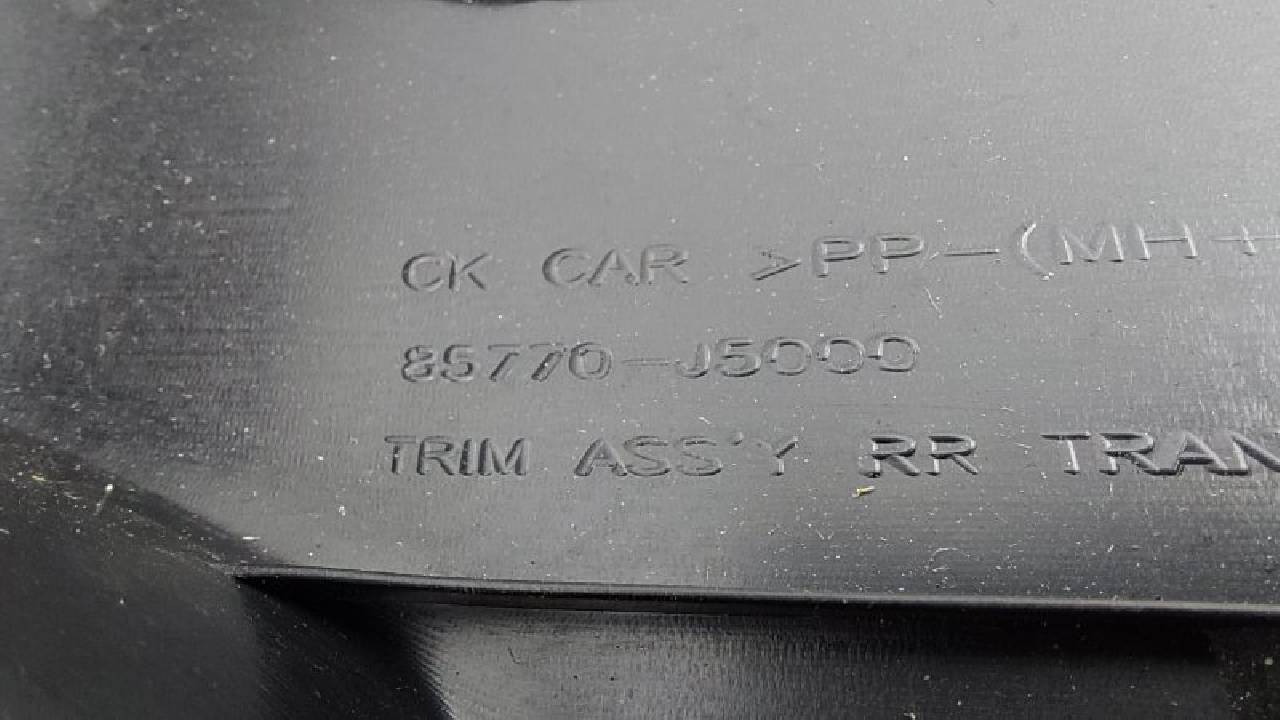 CK CAR >PP-(MH+
85770-J5000
TRIM ASS'Y RR TRAN